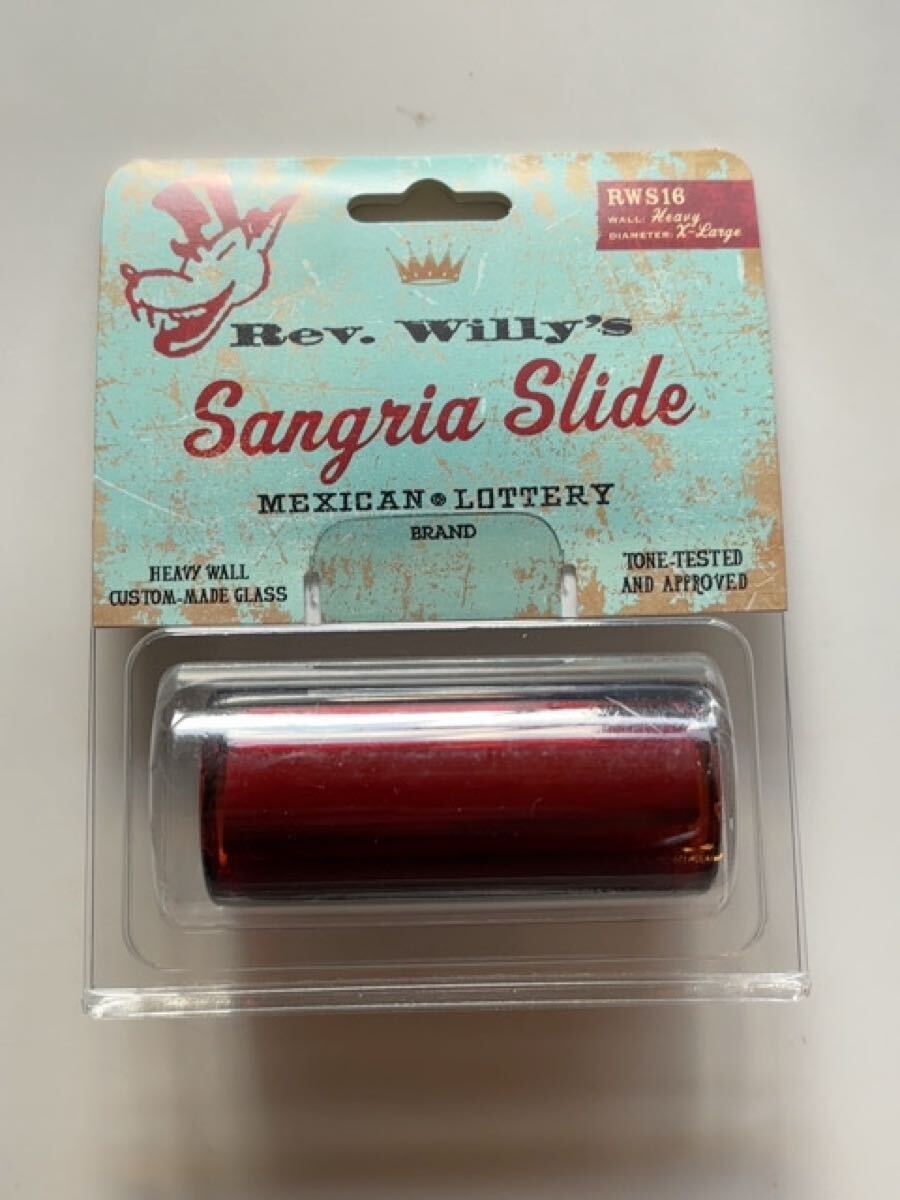 RWS16
WALL: Heavy
DIAMETER: X-Large
Rev. Willy's
Sangria Slide
MEXICAN LOTTERY
BRAND
HEAVY WALL
CUSTOM-MADE GLASS
TONE-TESTED
AND APPROVED